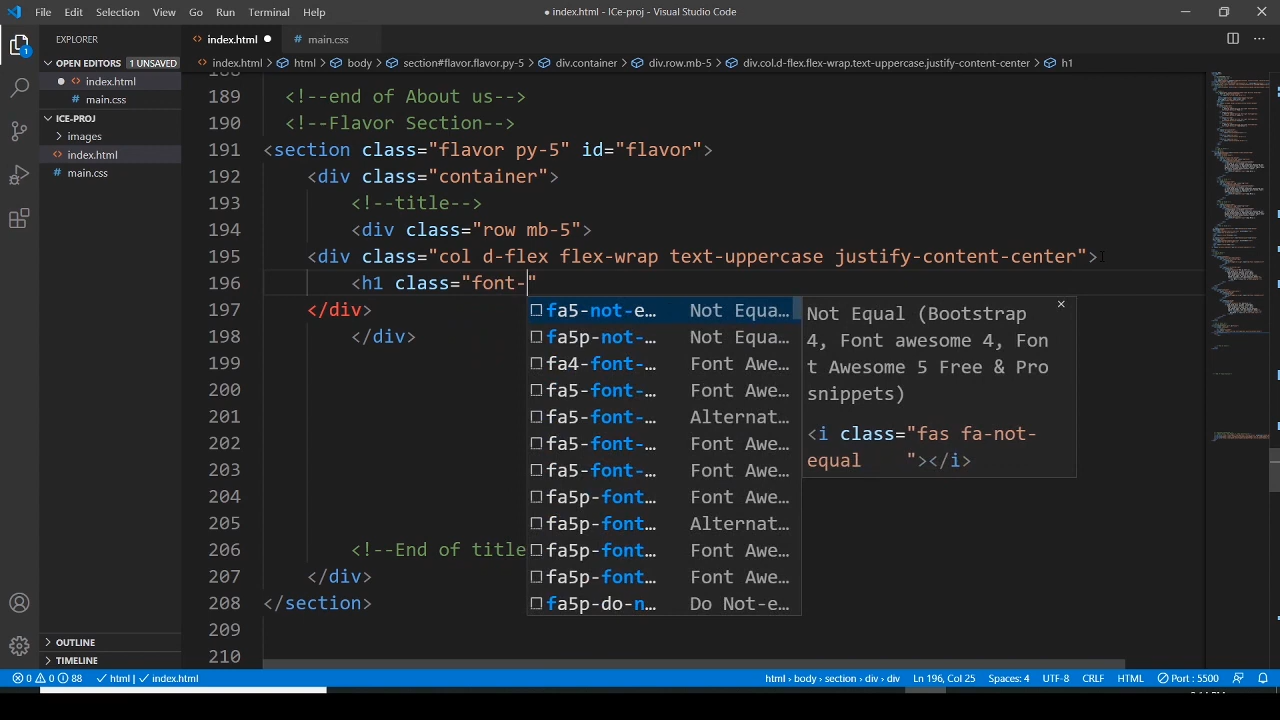 File Edit Selection View Go Run Terminal Help
● index.html - ICe-proj - Visual Studio Code
EXPLORER
OPEN EDITORS 1 UNSAVED
index.html
main.css
ICE-PROJ
images
index.html
main.css
OUTLINE
TIMELINE
index.html ●
main.css
index.html > html > body > section#flavor.flavor.py-5 > div.container > div.row.mb-5 > div.col.d-flex.flex-wrap.text-uppercase.justify-content-center > h1
189 <!--end of About us-->
190 <!--Flavor Section-->
191 <section class="flavor py-5" id="flavor">
192 <div class="container">
193 <!--title-->
194 <div class="row mb-5">
195 <div class="col d-flex flex-wrap text-uppercase justify-content-center">
196 <h1 class="font-"
197 </div>
198 </div>
199
200
201
202
203
204
205
206 <!--End of title
207 </div>
208 </section>
209
210
fa5-not-e… Not Equa…
fa5p-not-… Not Equa…
fa4-font-… Font Awe…
fa5-font-… Font Awe…
fa5-font-… Alternat…
fa5-font-… Font Awe…
fa5-font-… Font Awe…
fa5p-font… Font Awe…
fa5p-font… Alternat…
fa5p-font… Font Awe…
fa5p-font… Font Awe…
fa5p-do-n… Do Not-e…
Not Equal (Bootstrap
4, Font awesome 4, Fon
t Awesome 5 Free & Pro
snippets)
<i class="fas fa-not-
equal "></i>
0 0 88 html index.html
html > body > section > div > div Ln 196, Col 25 Spaces: 4 UTF-8 CRLF HTML Port : 5500